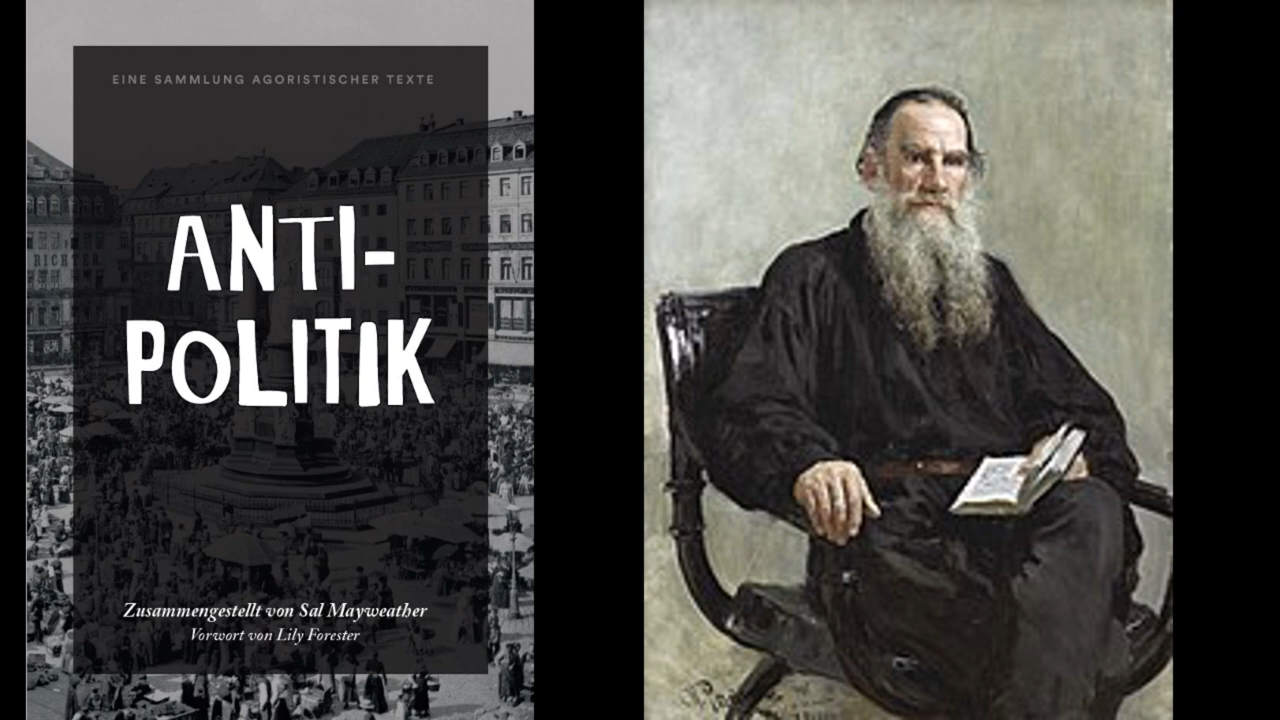 EINE SAMMLUNG AGORISTISCHER TEXTE
ANTI-
POLITIK
Zusammengestellt von Sal Mayweather
Vorwort von Lily Forester